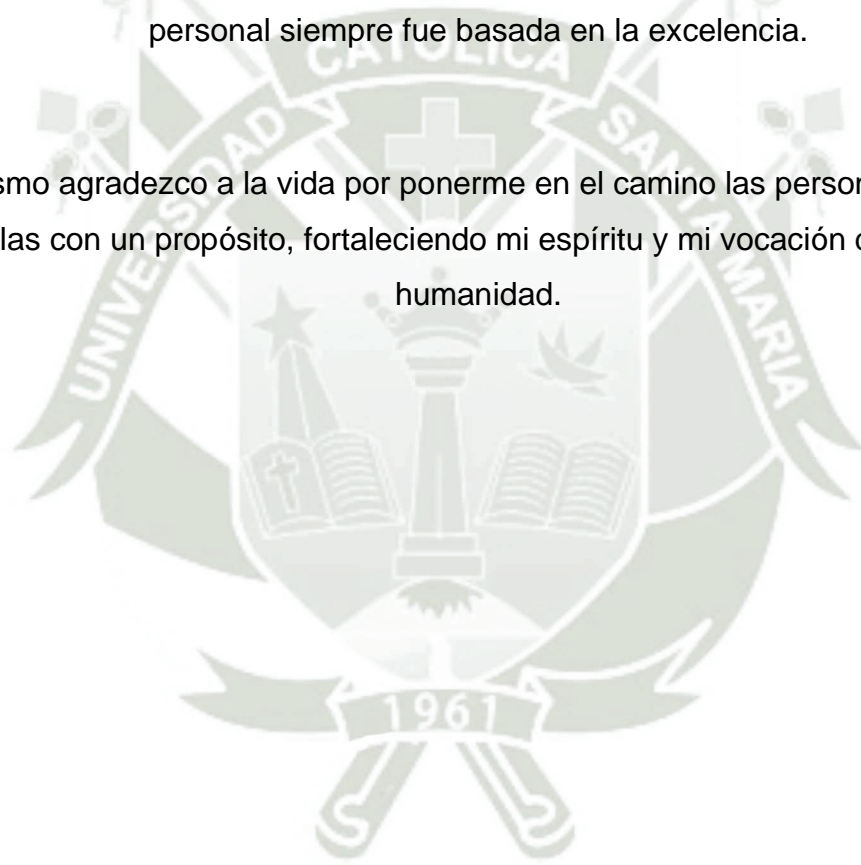 personal siempre fue basada en la excelencia.
CATOLICA
UNIVERSIDAD
SANTA MARIA
smo agradezco a la vida por ponerme en el camino las person
las con un propósito, fortaleciendo mi espíritu y mi vocación
humanidad.
1961